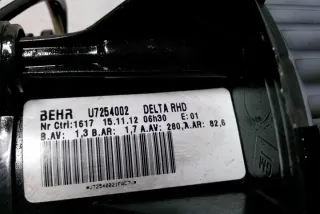 BEHR U7254002 DELTA RHD
Nr Ctrl:1617 15.11.12 06h30 E:01
B.AV: 1,3 B.AR: 1,7 A.AV: 280,A.AR: 82,6